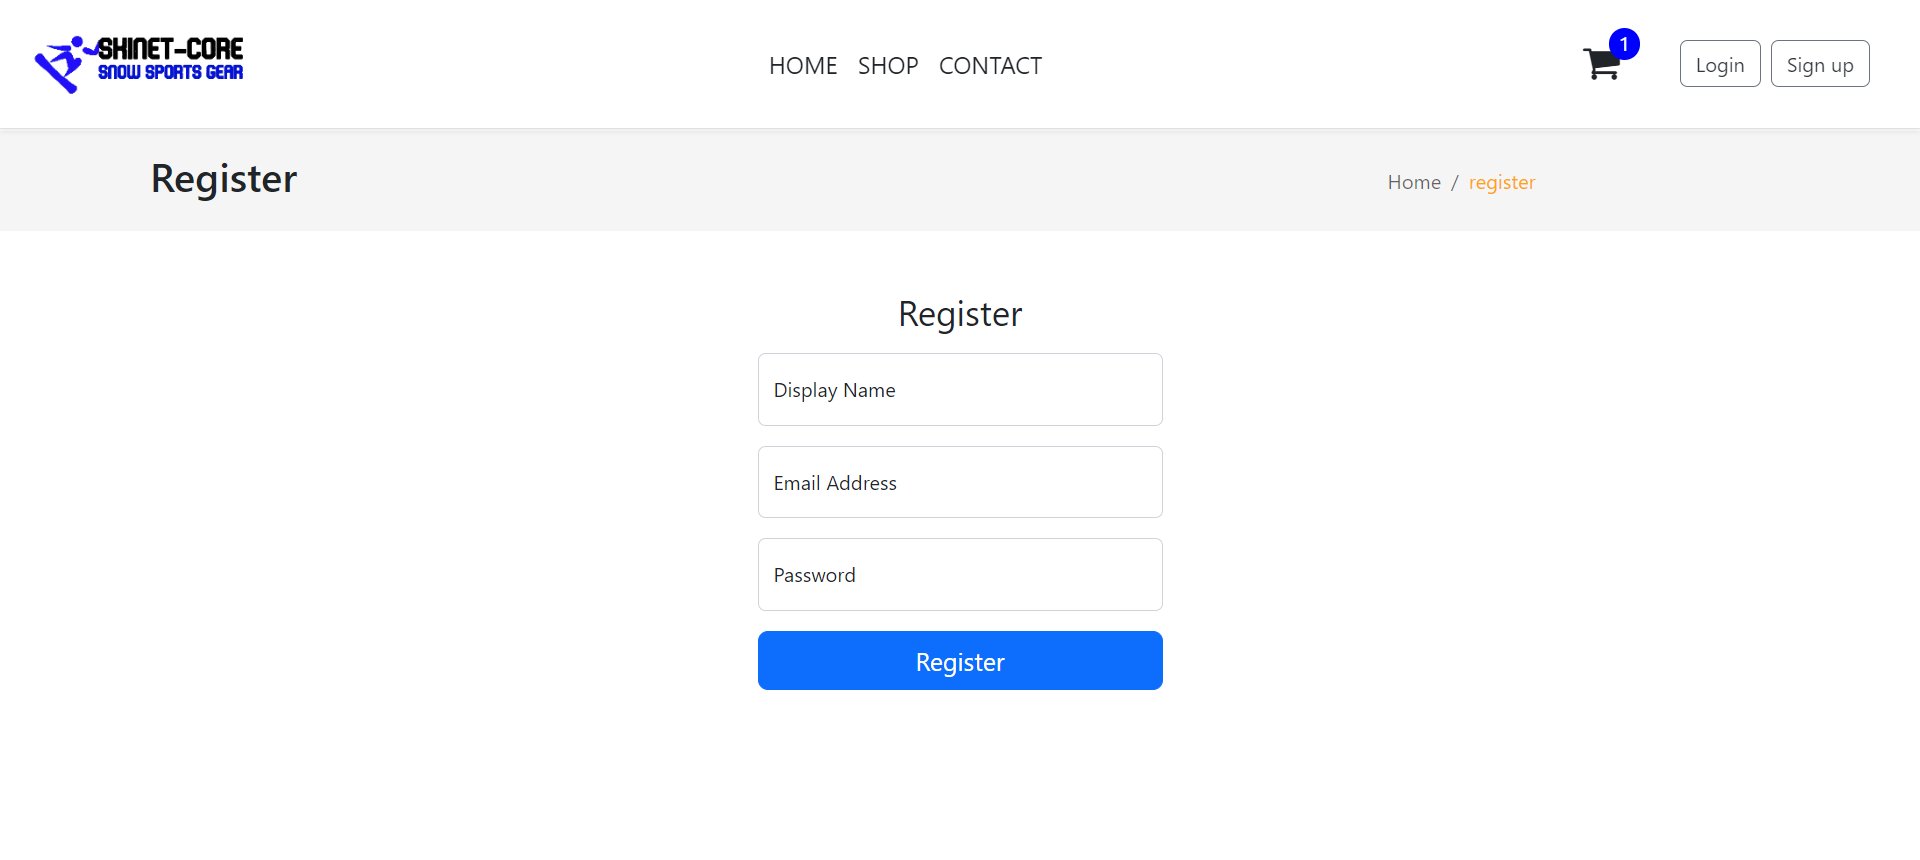 SKINET-CORE
SNOW SPORTS GEAR
HOME SHOP CONTACT
1
Login Sign up
Register
Home / register
Register
Display Name
Email Address
Password
Register